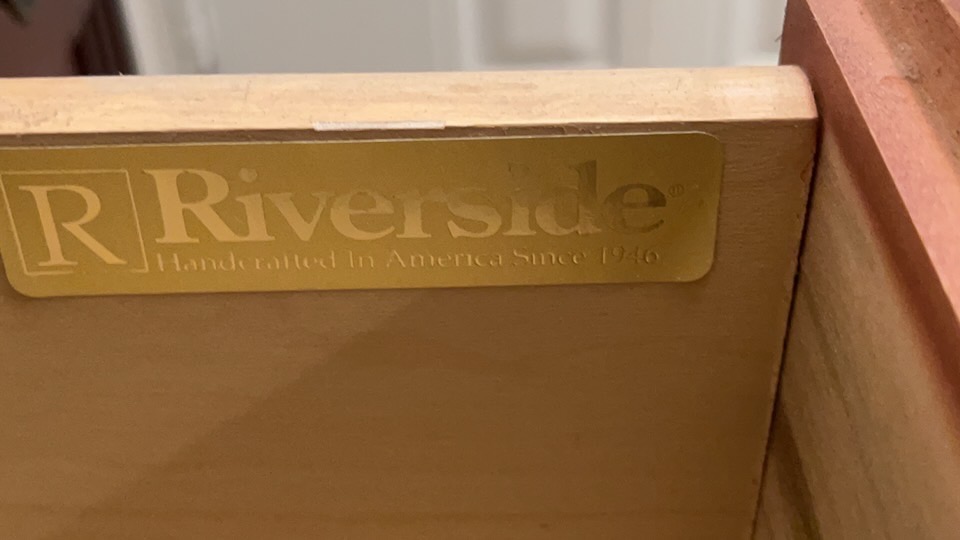 R Riverside®
Handcrafted In America Since 1946